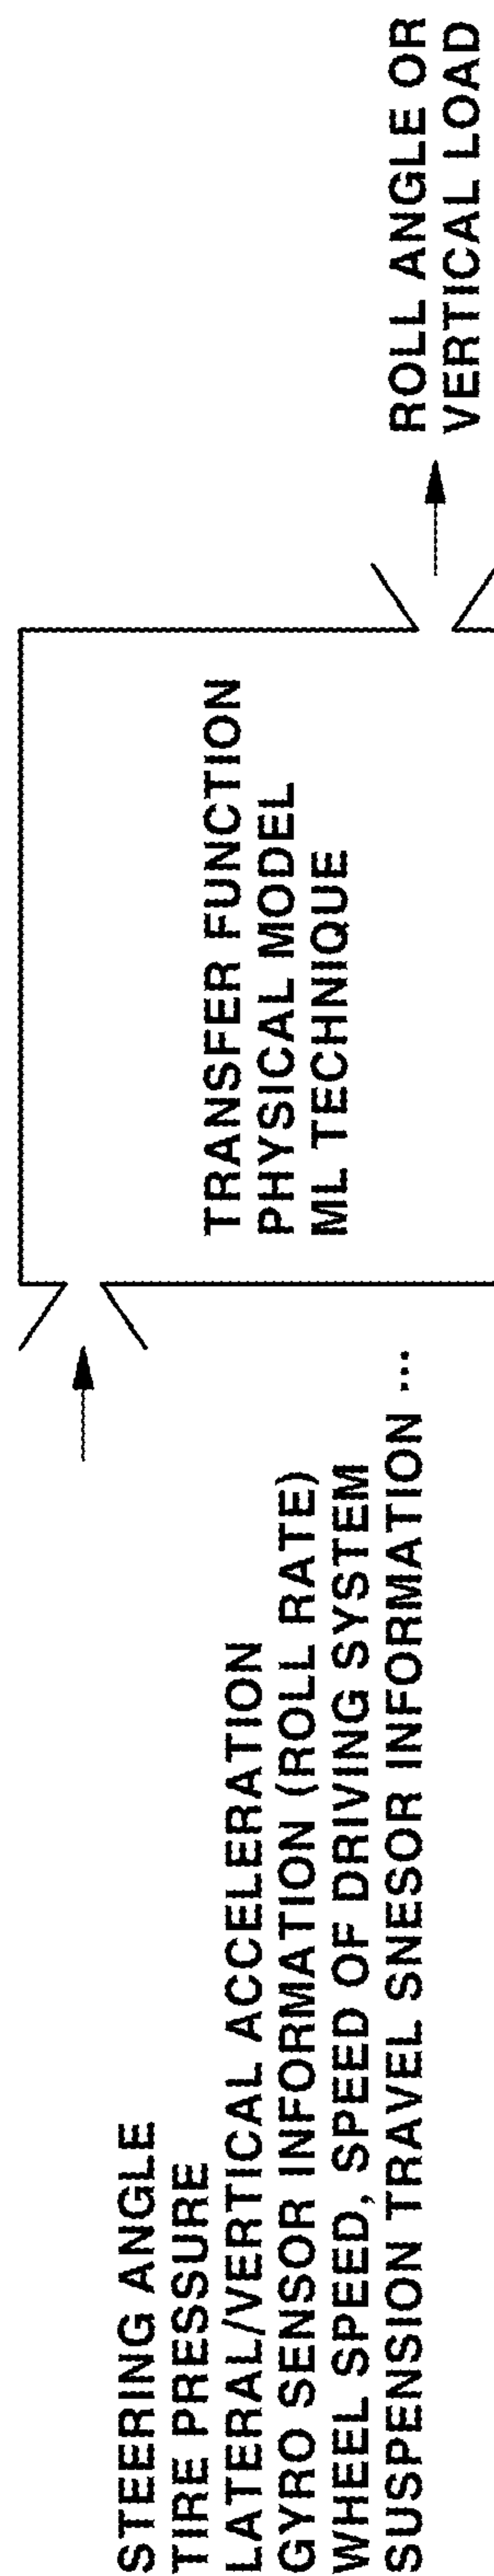 STEERING ANGLE
TIRE PRESSURE
LATERAL/VERTICAL ACCELERATION
GYRO SENSOR INFORMATION (ROLL RATE)
WHEEL SPEED, SPEED OF DRIVING SYSTEM
SUSPENSION TRAVEL SNESOR INFORMATION ...
TRANSFER FUNCTION
PHYSICAL MODEL
ML TECHNIQUE
ROLL ANGLE OR
VERTICAL LOAD